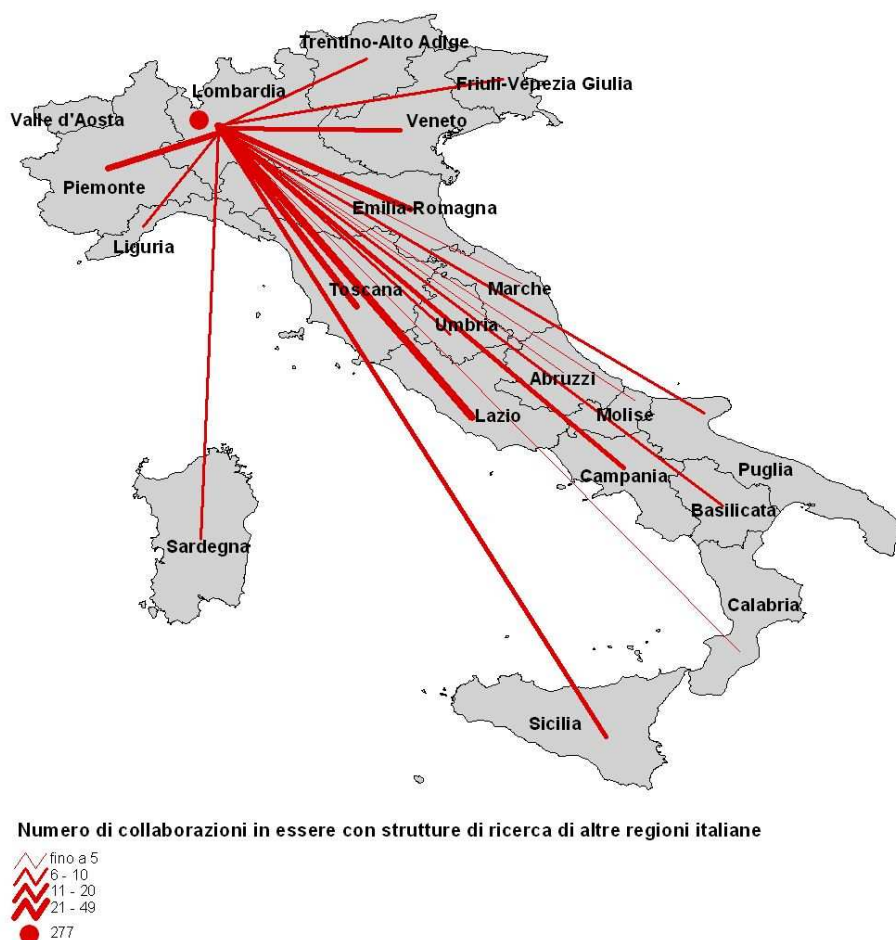 Trentino-Alto Adige
Lombardia
Friuli-Venezia Giulia
Valle d'Aosta
Veneto
Piemonte
Emilia-Romagna
Liguria
Toscana
Marche
Umbria
Abruzzi
Lazio
Molise
Puglia
Campania
Basilicata
Sardegna
Calabria
Sicilia
Numero di collaborazioni in essere con strutture di ricerca di altre regioni italiane
fino a 5
6 - 10
11 - 20
21 - 49
277